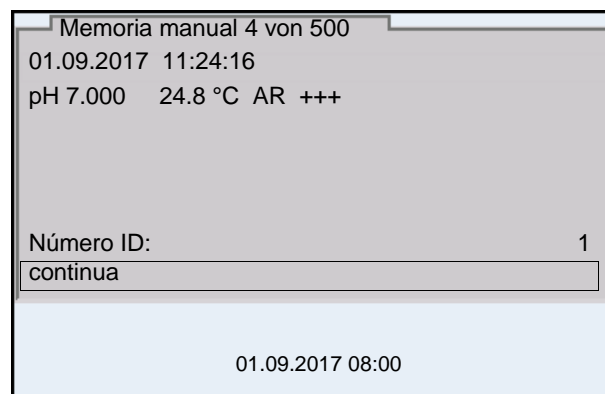 Memoria manual 4 von 500
01.09.2017 11:24:16
pH 7.000 24.8 °C AR +++
Número ID: 1
continua
01.09.2017 08:00